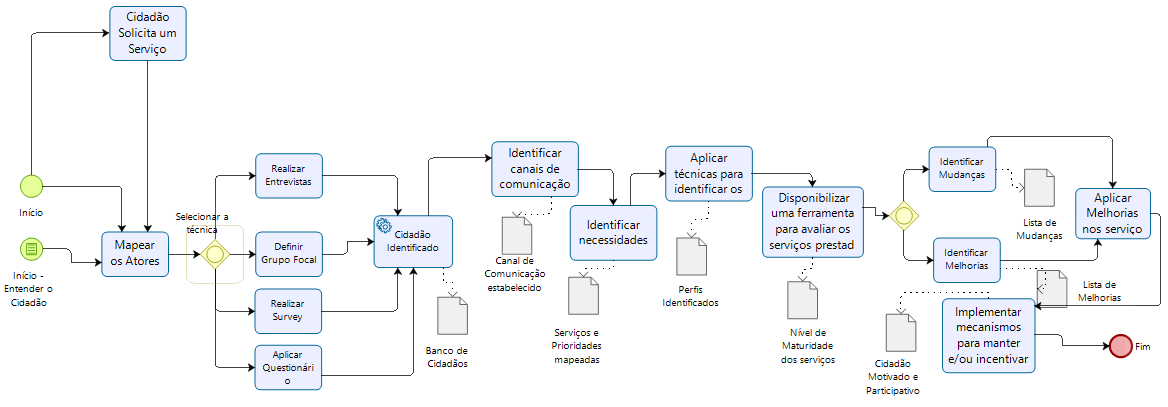 Cidadão
Solicita um
Serviço
Início
Início -
Entender o
Cidadão
Mapear
os Atores
Selecionar a
técnica
Realizar
Entrevistas
Definir
Grupo Focal
Realizar
Survey
Aplicar
Questionári
o
Cidadão
Identificado
Banco de
Cidadãos
Identificar
canais de
comunicação
Canal de
Comunicação
estabelecido
Identificar
necessidades
Serviços e
Prioridades
mapeadas
Aplicar
técnicas para
identificar os
Perfis
Identificados
Disponibilizar
uma ferramenta
para avaliar os
serviços prestad
Nível de
Maturidade
dos serviços
Identificar
Mudanças
Lista de
Mudanças
Identificar
Melhorias
Lista de
Melhorias
Aplicar
Melhorias
nos serviço
Implementar
mecanismos
para manter
e/ou incentivar
Cidadão
Motivado e
Participativo
Fim